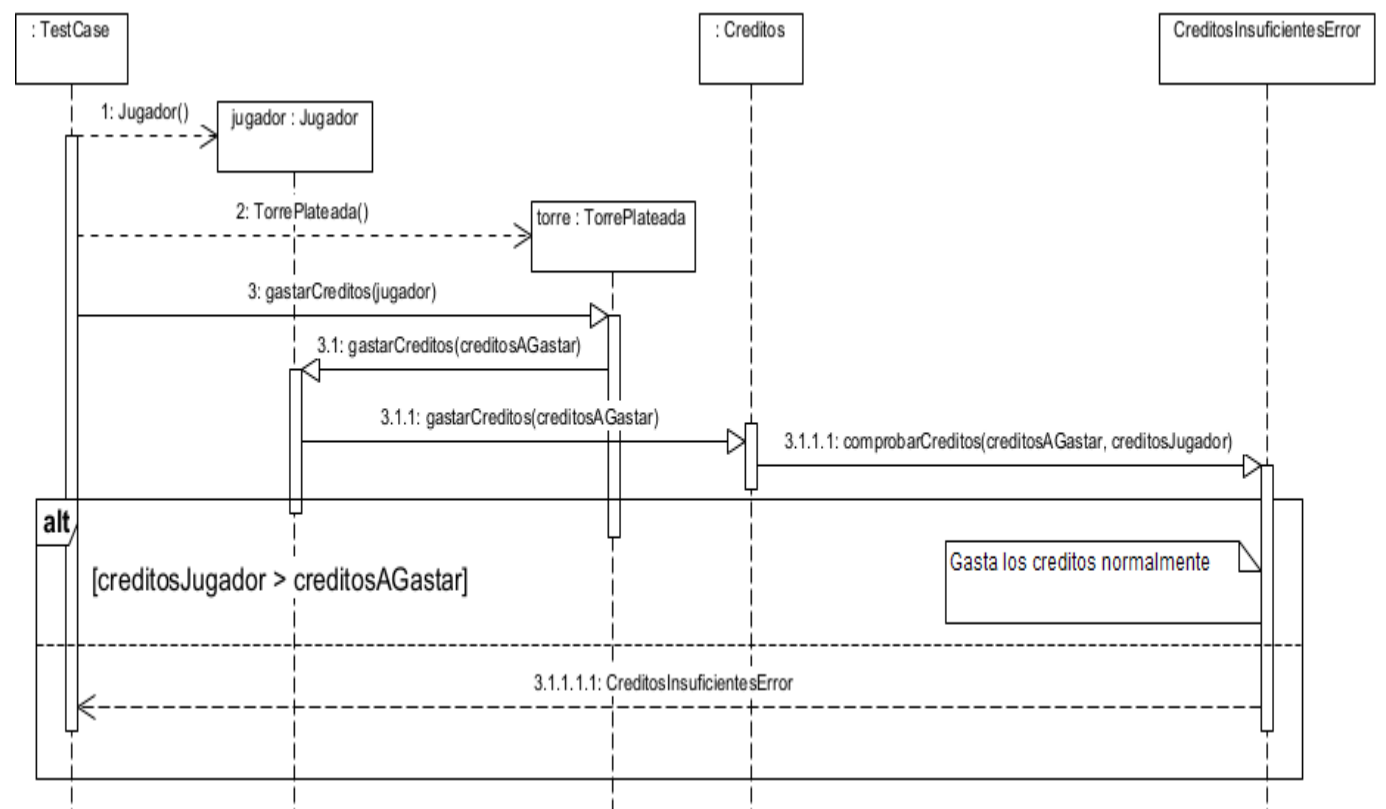 : TestCase
: Creditos
CreditosInsuficientesError
1: Jugador()
jugador : Jugador
2: TorrePlateada()
torre : TorrePlateada
3: gastarCreditos(jugador)
3.1: gastarCreditos(creditosAGastar)
3.1.1: gastarCreditos(creditosAGastar)
3.1.1.1: comprobarCreditos(creditosAGastar, creditosJugador)
alt
Gasta los creditos normalmente
[creditosJugador > creditosAGastar]
3.1.1.1.1: CreditosInsuficientesError